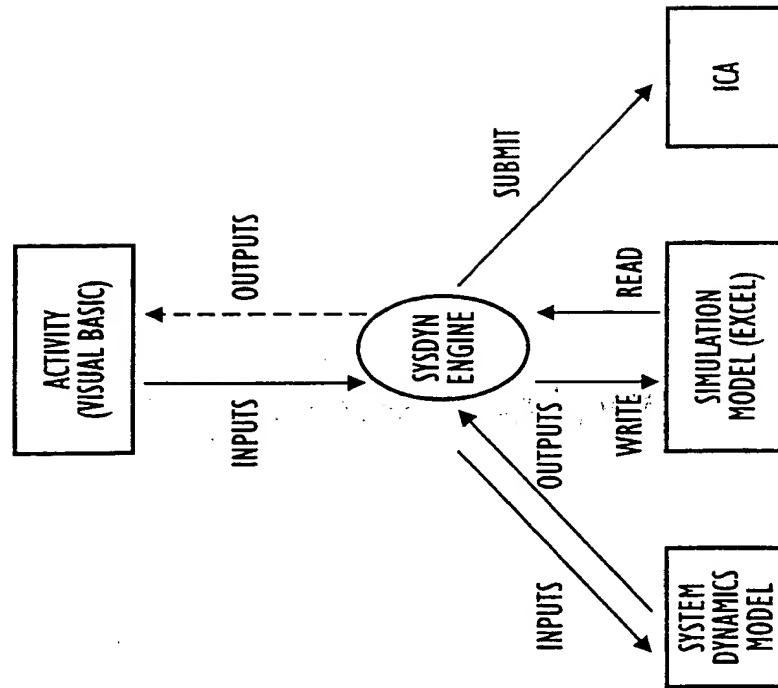 ACTIVITY
(VISUAL BASIC)
INPUTS
OUTPUTS
SYSDYN
ENGINE
SUBMIT
INPUTS
OUTPUTS
WRITE
READ
SYSTEM
DYNAMICS
MODEL
SIMULATION
MODEL (EXCEL)
ICA